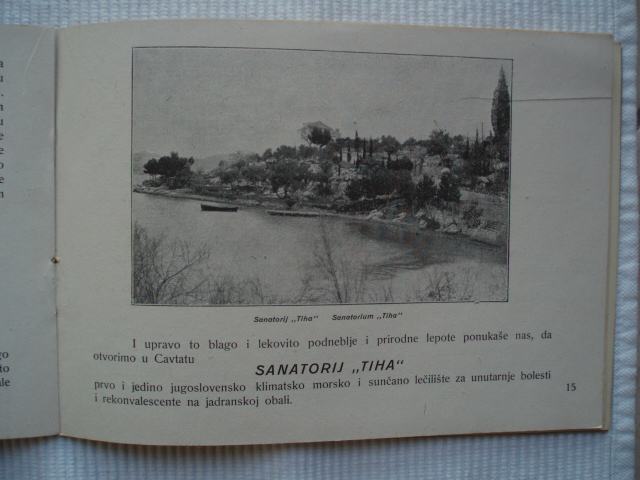 Sanatorij „Tiha“ Sanatorium „Tiha“
I upravo to blago i lekovito podneblje i prirodne lepote ponukaše nas, da
otvorimo u Cavtatu
SANATORIJ „TIHA“
prvo i jedino jugoslovensko klimatsko morsko i sunčano lečilište za unutarnje bolesti
i rekonvalescente na jadranskoj obali.
15